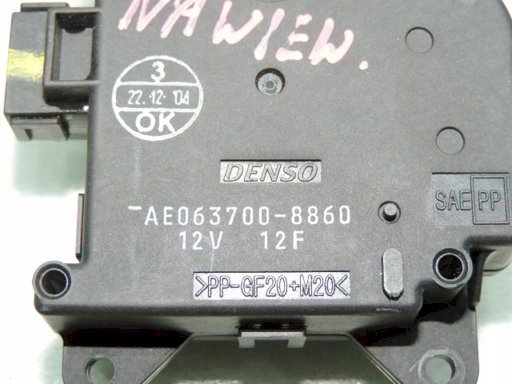 NAWIEW.
3
22.12.'04
OK
DENSO
AE063700-8860
12V 12F
SAE PP
>PP-GF20+M20<